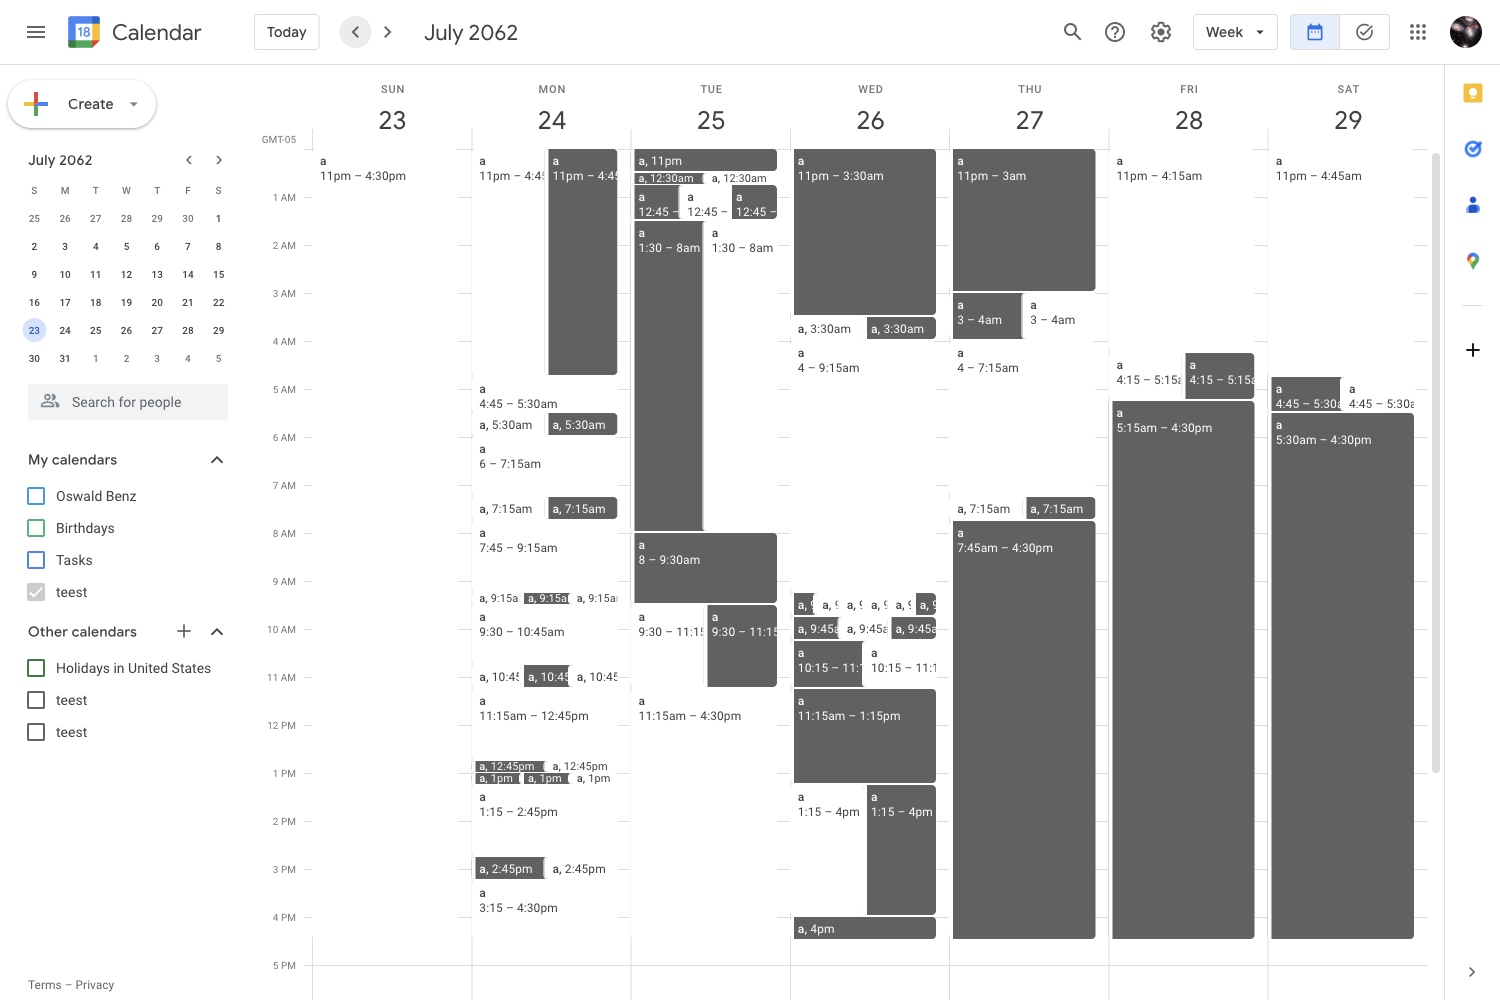 18 Calendar
Today
July 2062
Week
Create
July 2062
S M T W T F S
25 26 27 28 29 30 1
2 3 4 5 6 7 8
9 10 11 12 13 14 15
16 17 18 19 20 21 22
23 24 25 26 27 28 29
30 31 1 2 3 4 5
Search for people
My calendars
Oswald Benz
Birthdays
Tasks
teest
Other calendars
Holidays in United States
teest
teest
Terms – Privacy
GMT-05
1 AM
2 AM
3 AM
4 AM
5 AM
6 AM
7 AM
8 AM
9 AM
10 AM
11 AM
12 PM
1 PM
2 PM
3 PM
4 PM
5 PM
SUN
23
a
11pm – 4:30pm
MON
24
a
11pm – 4:45
a
11pm – 4:45
a
4:45 – 5:30am
a, 5:30am
a, 5:30am
a
6 – 7:15am
a, 7:15am
a, 7:15am
a
7:45 – 9:15am
a, 9:15a
a, 9:15a
a, 9:15a
a
9:30 – 10:45am
a, 10:45
a, 10:45
a, 10:45
a
11:15am – 12:45pm
a, 12:45pm
a, 12:45pm
a, 1pm
a, 1pm
a, 1pm
a
1:15 – 2:45pm
a, 2:45pm
a, 2:45pm
a
3:15 – 4:30pm
TUE
25
a, 11pm
a, 12:30am
a, 12:30am
a
12:45 –
a
12:45 –
a
12:45 –
a
1:30 – 8am
a
1:30 – 8am
a
8 – 9:30am
a
9:30 – 11:15
a
9:30 – 11:15
a
11:15am – 4:30pm
WED
26
a
11pm – 3:30am
a, 3:30am
a, 3:30am
a
4 – 9:15am
a, 9
a, 9
a, 9
a, 9
a, 9
a, 9
a, 9:45a
a, 9:45a
a, 9:45a
a
10:15 – 11:1
a
10:15 – 11:1
a
11:15am – 1:15pm
a
1:15 – 4pm
a
1:15 – 4pm
a, 4pm
THU
27
a
11pm – 3am
a
3 – 4am
a
3 – 4am
a
4 – 7:15am
a, 7:15am
a, 7:15am
a
7:45am – 4:30pm
FRI
28
a
11pm – 4:15am
a
4:15 – 5:15a
a
4:15 – 5:15a
a
5:15am – 4:30pm
SAT
29
a
11pm – 4:45am
a
4:45 – 5:30a
a
4:45 – 5:30a
a
5:30am – 4:30pm